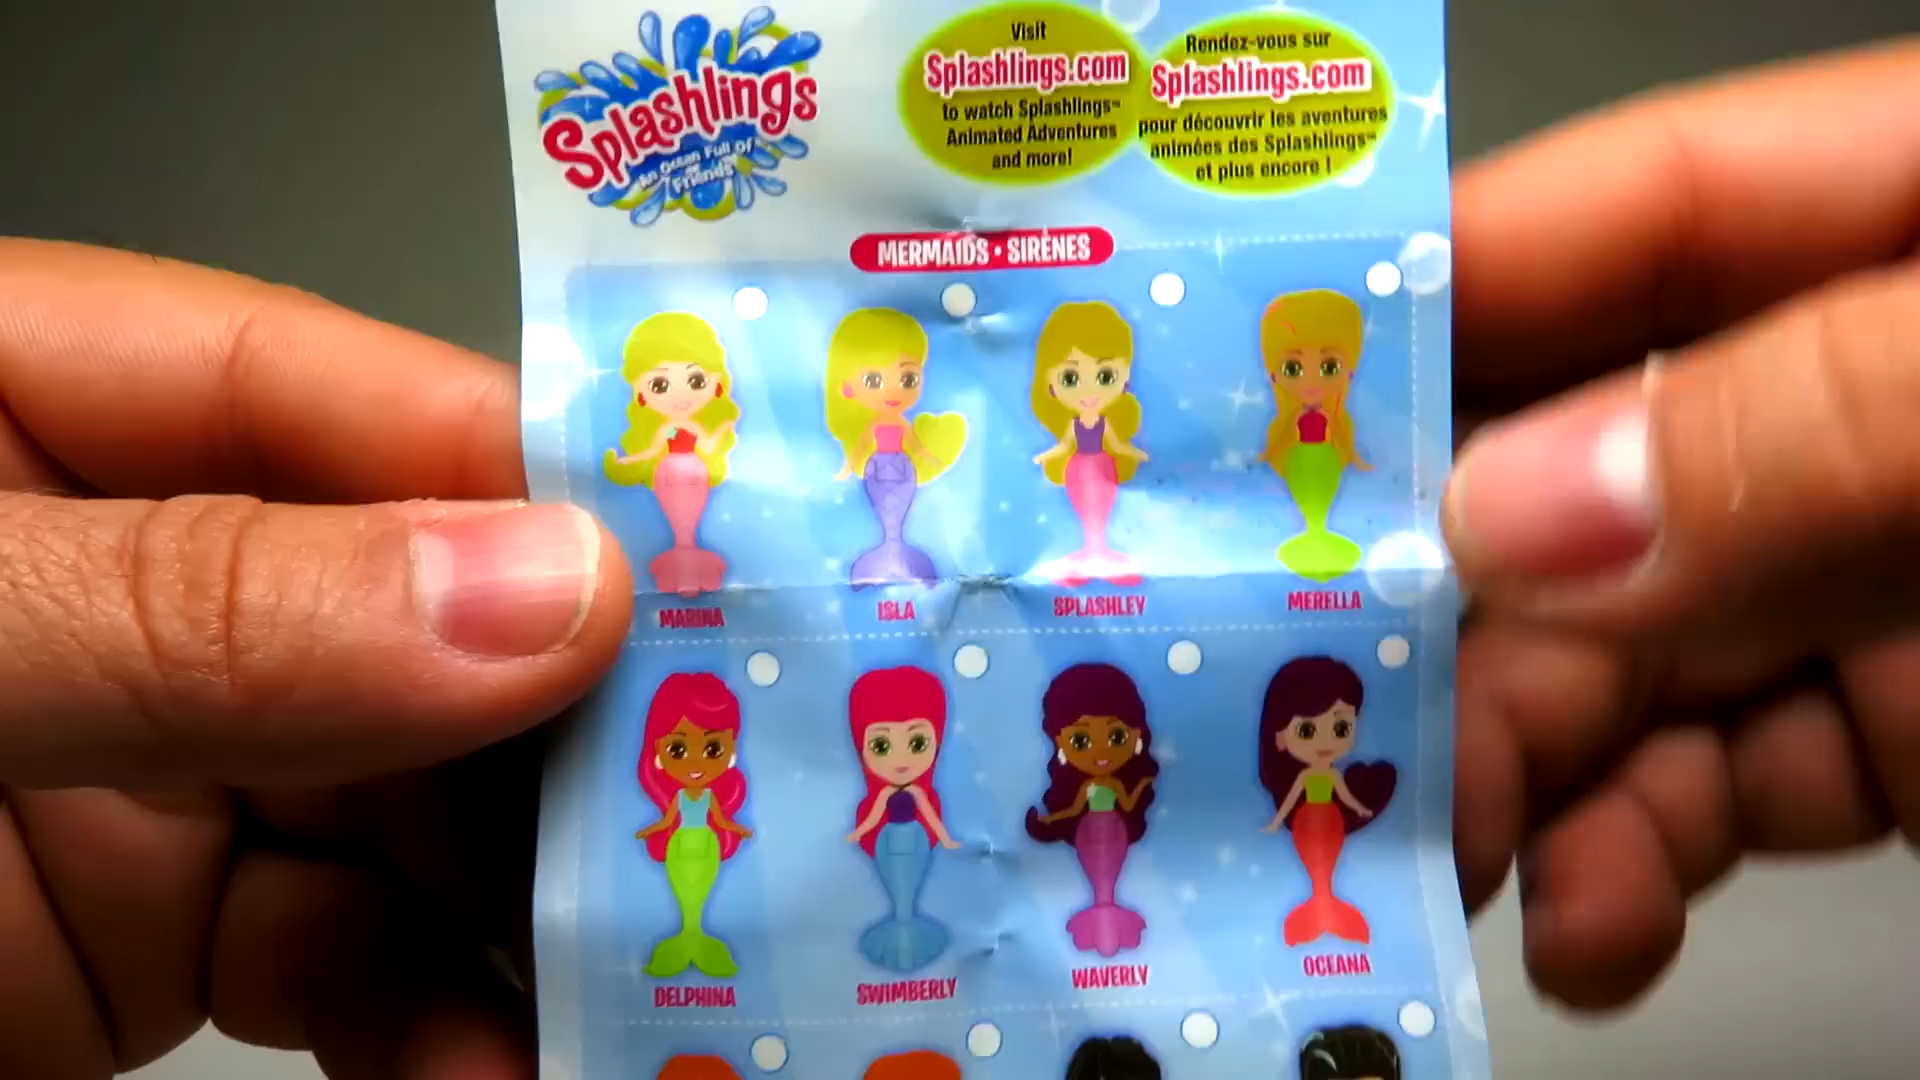 Splashlings
An Ocean Full Of
Friends
Visit
Splashlings.com
to watch Splashlings™
Animated Adventures
and more!
Rendez-vous sur
Splashlings.com
pour découvrir les aventures
animées des Splashlings™
et plus encore !
MERMAIDS • SIRÈNES
MARINA
ISLA
SPLASHLEY
MERELLA
DELPHINA
SWIMBERLY
WAVERLY
OCEANA